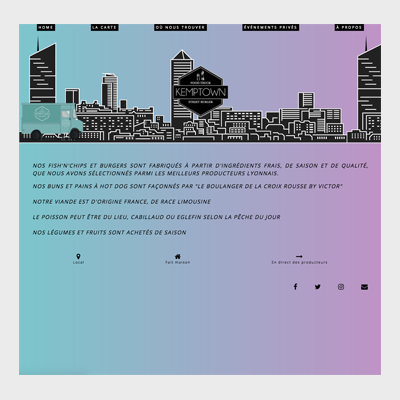 HOME LA CARTE OÙ NOUS TROUVER ÉVÈNEMENTS PRIVÉS À PROPOS
FOOD TRUCK
KEMPTOWN
STREET BURGER
NOS FISH'N'CHIPS ET BURGERS SONT FABRIQUÉS À PARTIR D'INGRÉDIENTS FRAIS, DE SAISON ET DE QUALITÉ,
QUE NOUS AVONS SÉLECTIONNÉS PARMI LES MEILLEURS PRODUCTEURS LYONNAIS.
NOS BUNS ET PAINS À HOT DOG SONT FAÇONNÉS PAR "LE BOULANGER DE LA CROIX ROUSSE BY VICTOR"
NOTRE VIANDE EST D'ORIGINE FRANCE, DE RACE LIMOUSINE
LE POISSON PEUT ÊTRE DU LIEU, CABILLAUD OU EGLEFIN SELON LA PÊCHE DU JOUR
NOS LÉGUMES ET FRUITS SONT ACHETÉS DE SAISON
Local Fait maison En direct des producteurs